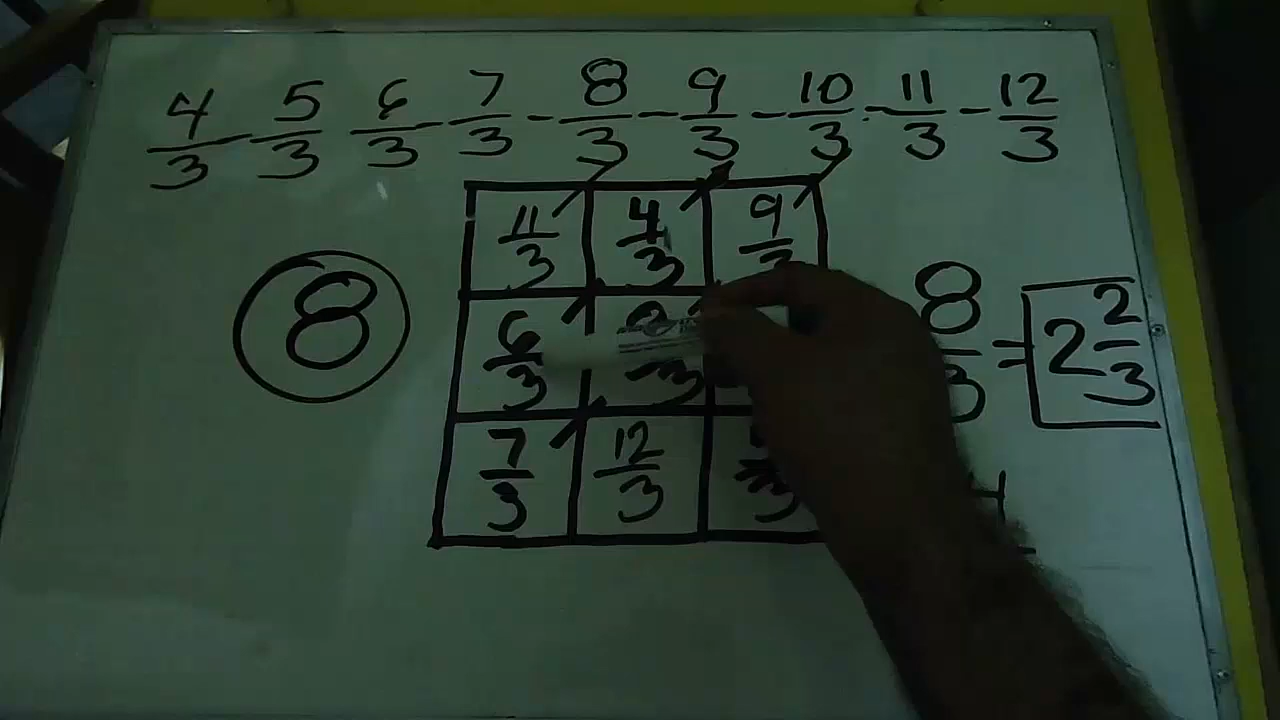 4/3 - 5/3 6/3 - 7/3 - 8/3 - 9/3 - 10/3 - 11/3 - 12/3
11/3 4/3 9/3
8
6/3
8/3 = 2 2/3
7/3 12/3